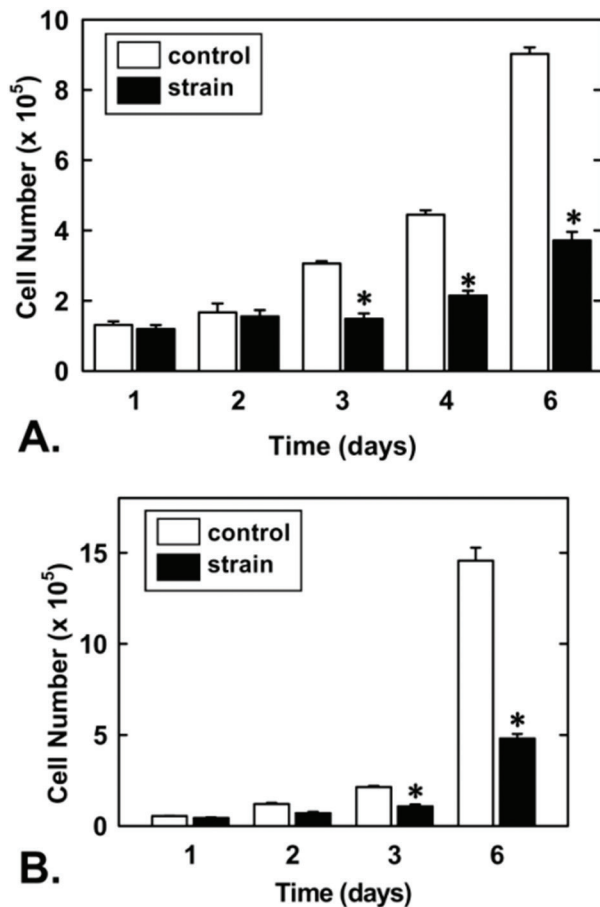 10
8
6
4
2
0
Cell Number (x 10⁵)
control
strain
*
*
*
1 2 3 4 6
Time (days)
A.
15
10
5
0
Cell Number (x 10⁵)
control
strain
*
*
1 2 3 6
Time (days)
B.